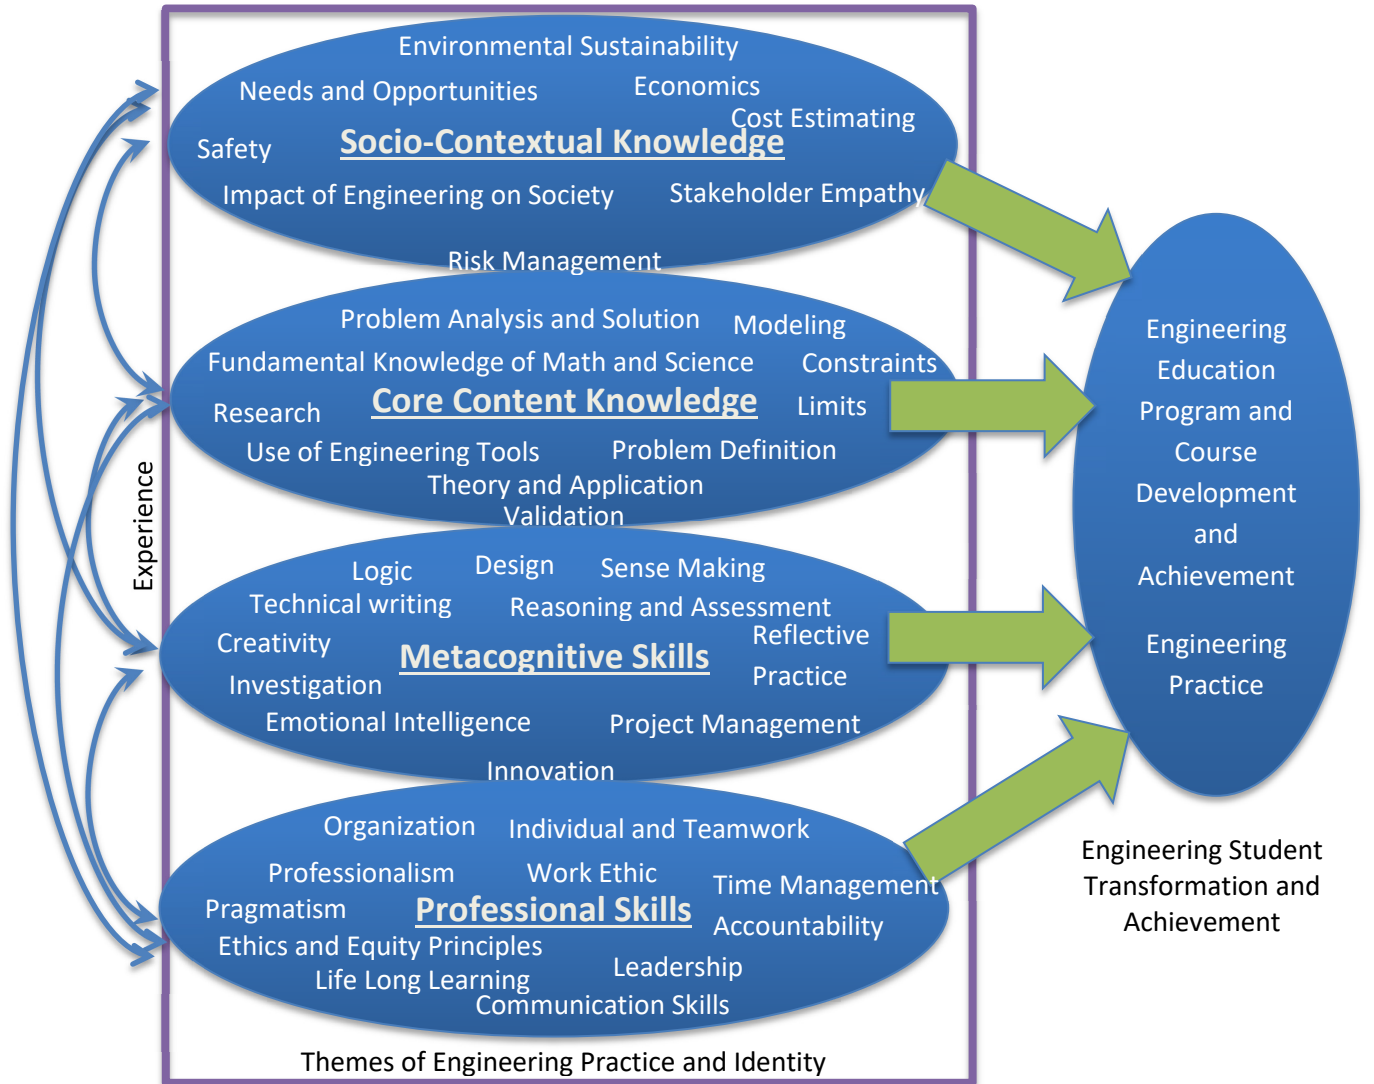 Environmental Sustainability
Needs and Opportunities
Economics
Cost Estimating
Socio-Contextual Knowledge
Safety
Impact of Engineering on Society
Stakeholder Empathy
Risk Management
Problem Analysis and Solution
Modeling
Fundamental Knowledge of Math and Science
Constraints
Core Content Knowledge
Research
Limits
Use of Engineering Tools
Problem Definition
Theory and Application
Validation
Experience
Logic
Design
Sense Making
Technical writing
Reasoning and Assessment
Creativity
Metacognitive Skills
Reflective
Practice
Investigation
Emotional Intelligence
Project Management
Innovation
Organization
Individual and Teamwork
Professionalism
Work Ethic
Time Management
Pragmatism
Professional Skills
Accountability
Ethics and Equity Principles
Life Long Learning
Leadership
Communication Skills
Themes of Engineering Practice and Identity
Engineering
Education
Program and
Course
Development
and
Achievement
Engineering
Practice
Engineering Student
Transformation and
Achievement